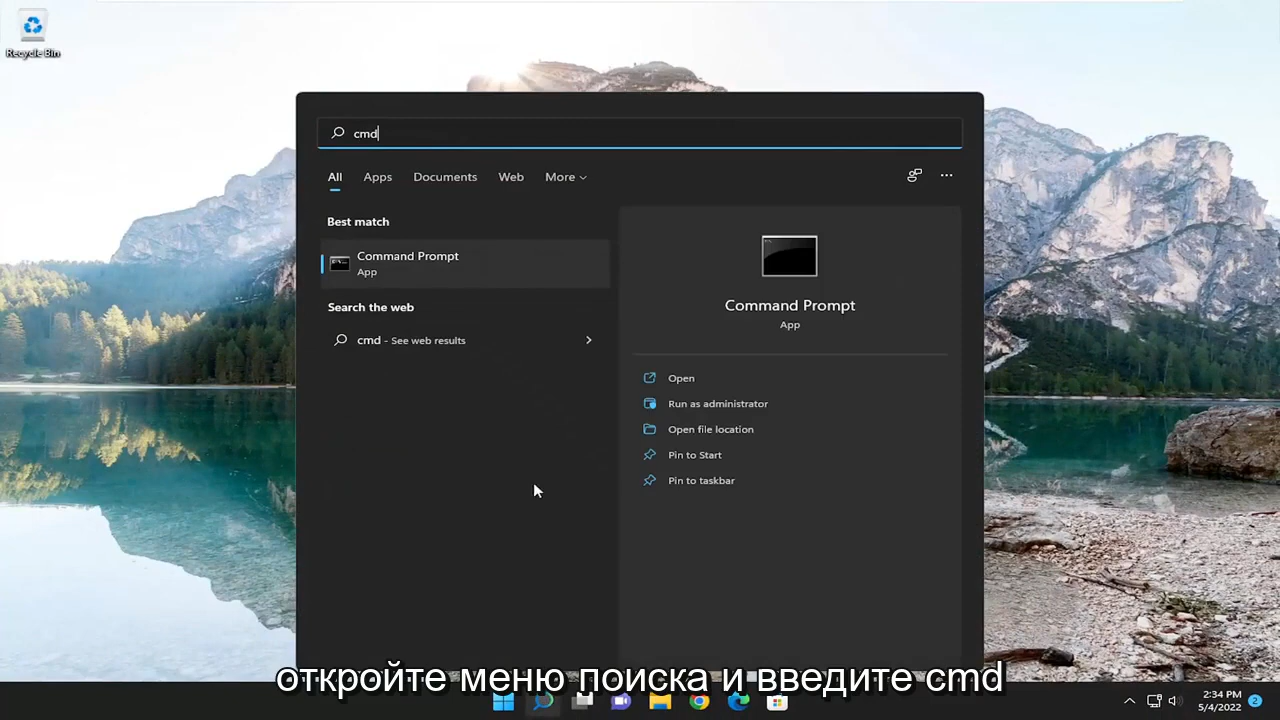 Recycle Bin
cmd
All Apps Documents Web More
Best match
Command Prompt
App
Search the web
cmd - See web results
Command Prompt
App
Open
Run as administrator
Open file location
Pin to Start
Pin to taskbar
откройте меню поиска и введите cmd
2:34 PM
5/4/2022
2